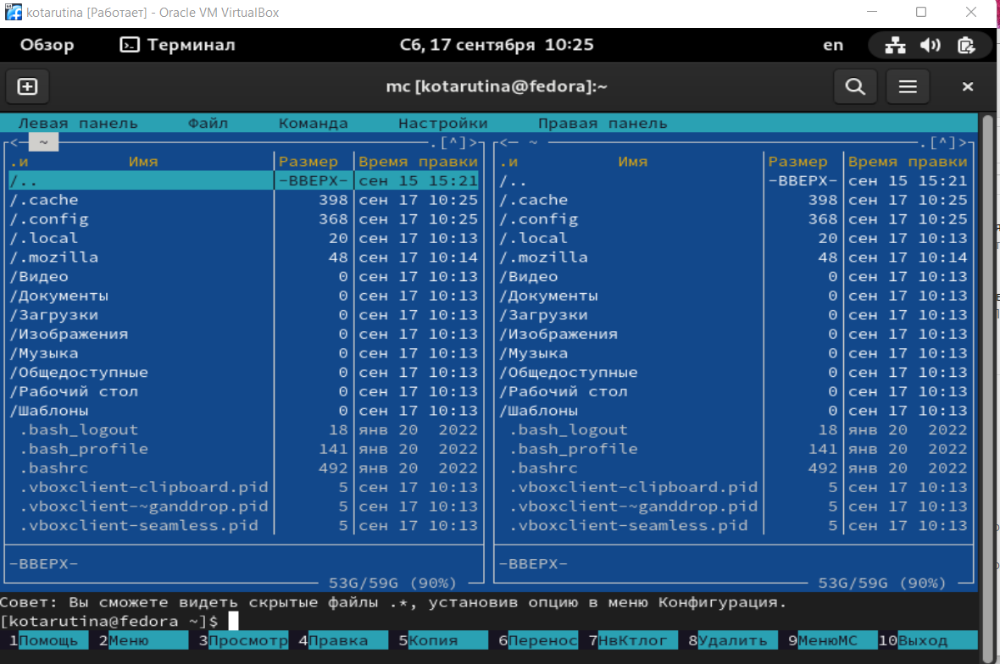 kotarutina [Работает] - Oracle VM VirtualBox
Обзор Терминал Сб, 17 сентября 10:25 en
mc [kotarutina@fedora]:~
Левая панель Файл Команда Настройки Правая панель
<─ ~ .[^]>┐ <─ ~ .[^]>┐
.и Имя Размер Время правки .и Имя Размер Время правки
/.. -ВВЕРХ- сен 15 15:21 /.. -ВВЕРХ- сен 15 15:21
/.cache 398 сен 17 10:25 /.cache 398 сен 17 10:25
/.config 368 сен 17 10:25 /.config 368 сен 17 10:25
/.local 20 сен 17 10:13 /.local 20 сен 17 10:13
/.mozilla 48 сен 17 10:14 /.mozilla 48 сен 17 10:14
/Видео 0 сен 17 10:13 /Видео 0 сен 17 10:13
/Документы 0 сен 17 10:13 /Документы 0 сен 17 10:13
/Загрузки 0 сен 17 10:13 /Загрузки 0 сен 17 10:13
/Изображения 0 сен 17 10:13 /Изображения 0 сен 17 10:13
/Музыка 0 сен 17 10:13 /Музыка 0 сен 17 10:13
/Общедоступные 0 сен 17 10:13 /Общедоступные 0 сен 17 10:13
/Рабочий стол 0 сен 17 10:13 /Рабочий стол 0 сен 17 10:13
/Шаблоны 0 сен 17 10:13 /Шаблоны 0 сен 17 10:13
.bash_logout 18 янв 20 2022 .bash_logout 18 янв 20 2022
.bash_profile 141 янв 20 2022 .bash_profile 141 янв 20 2022
.bashrc 492 янв 20 2022 .bashrc 492 янв 20 2022
.vboxclient-clipboard.pid 5 сен 17 10:13 .vboxclient-clipboard.pid 5 сен 17 10:13
.vboxclient-~ganddrop.pid 5 сен 17 10:13 .vboxclient-~ganddrop.pid 5 сен 17 10:13
.vboxclient-seamless.pid 5 сен 17 10:13 .vboxclient-seamless.pid 5 сен 17 10:13
-ВВЕРХ- -ВВЕРХ-
53G/59G (90%) 53G/59G (90%)
Совет: Вы сможете видеть скрытые файлы .*, установив опцию в меню Конфигурация.
[kotarutina@fedora ~]$
1Помощь 2Меню 3Просмотр 4Правка 5Копия 6Перенос 7НвКтлог 8Удалить 9МенюМС 10Выход